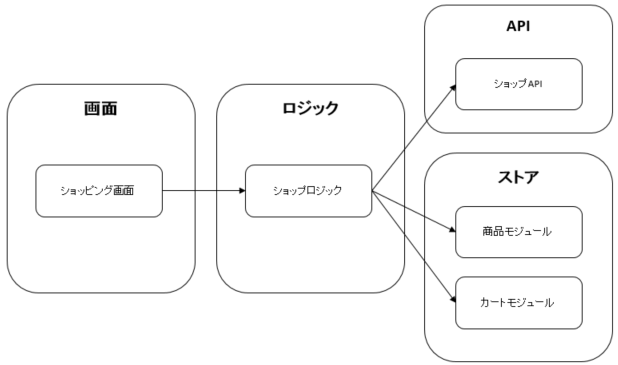 画面
ショッピング画面
ロジック
ショップロジック
API
ショップAPI
ストア
商品モジュール
カートモジュール